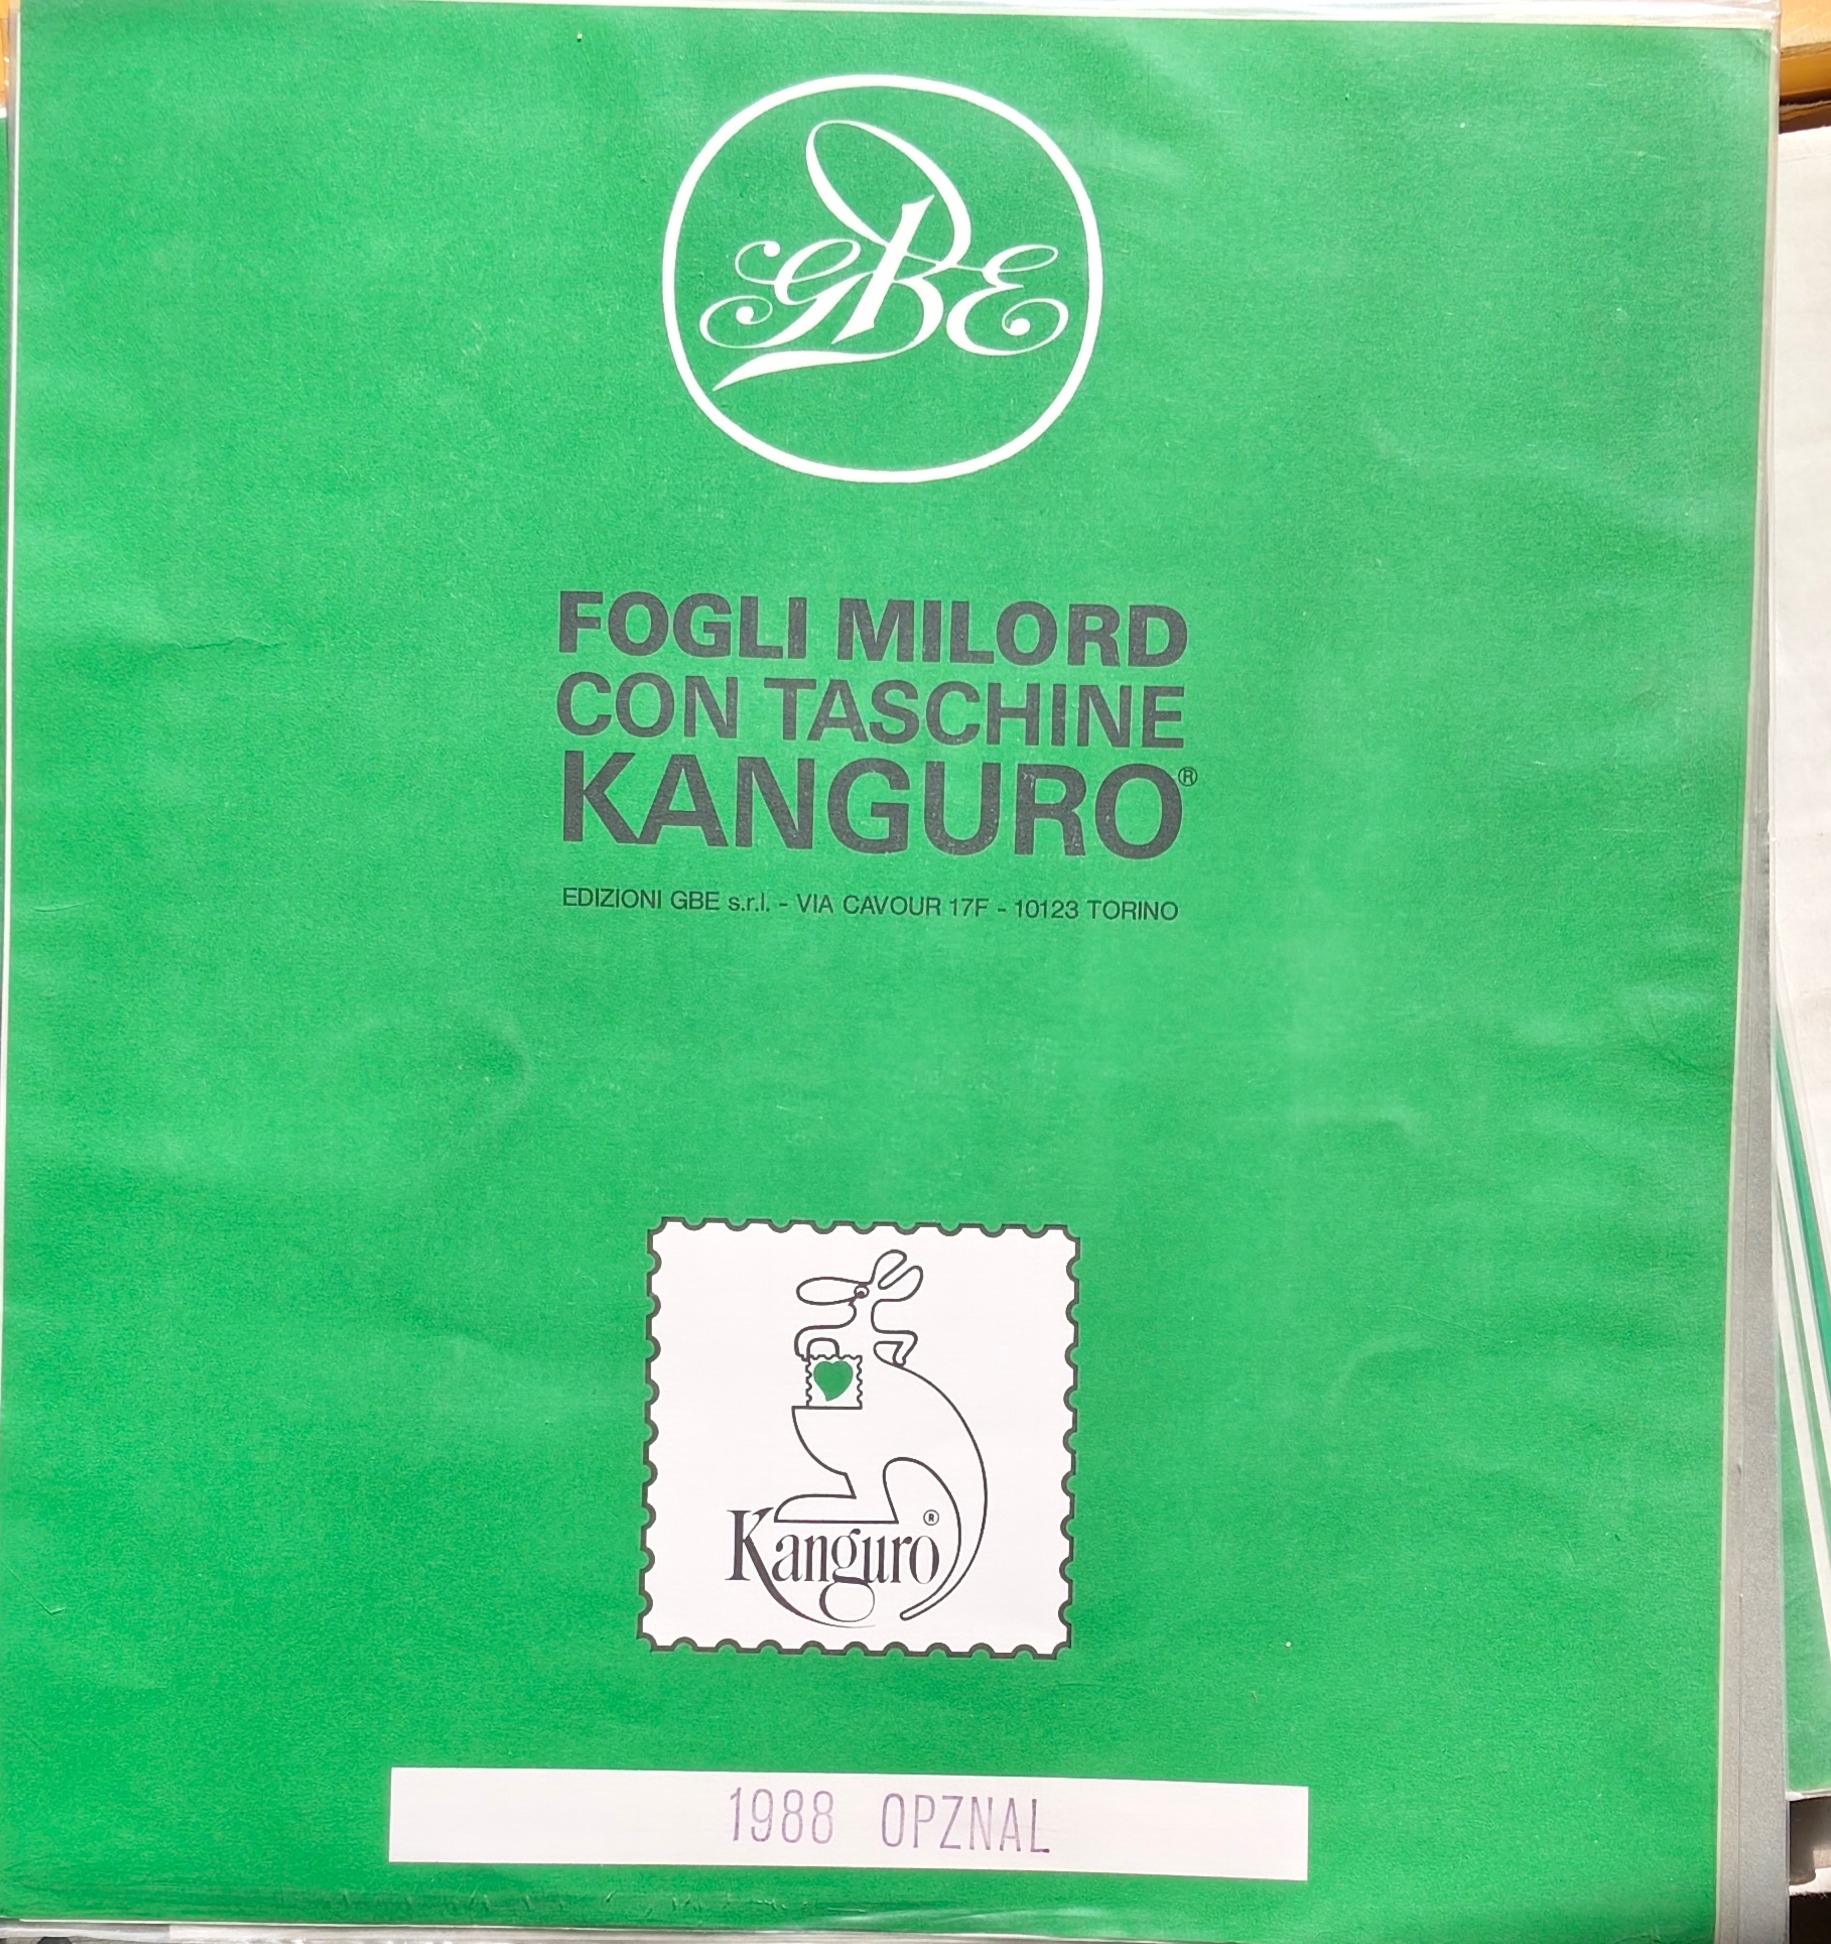 GBE
FOGLI MILORD
CON TASCHINE
KANGURO®
EDIZIONI GBE s.r.l. - VIA CAVOUR 17F - 10123 TORINO
Kanguro®
1988 OPZNAL